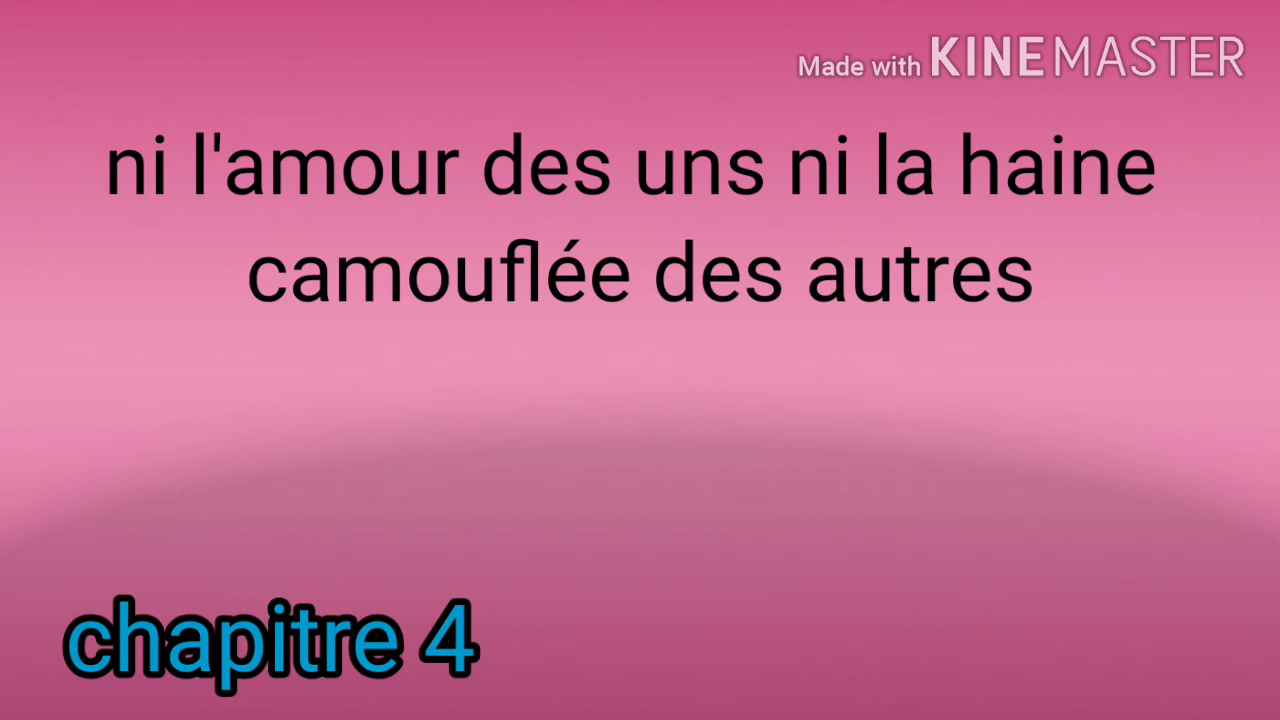 Made with KINEMASTER
ni l'amour des uns ni la haine
camouflée des autres
chapitre 4